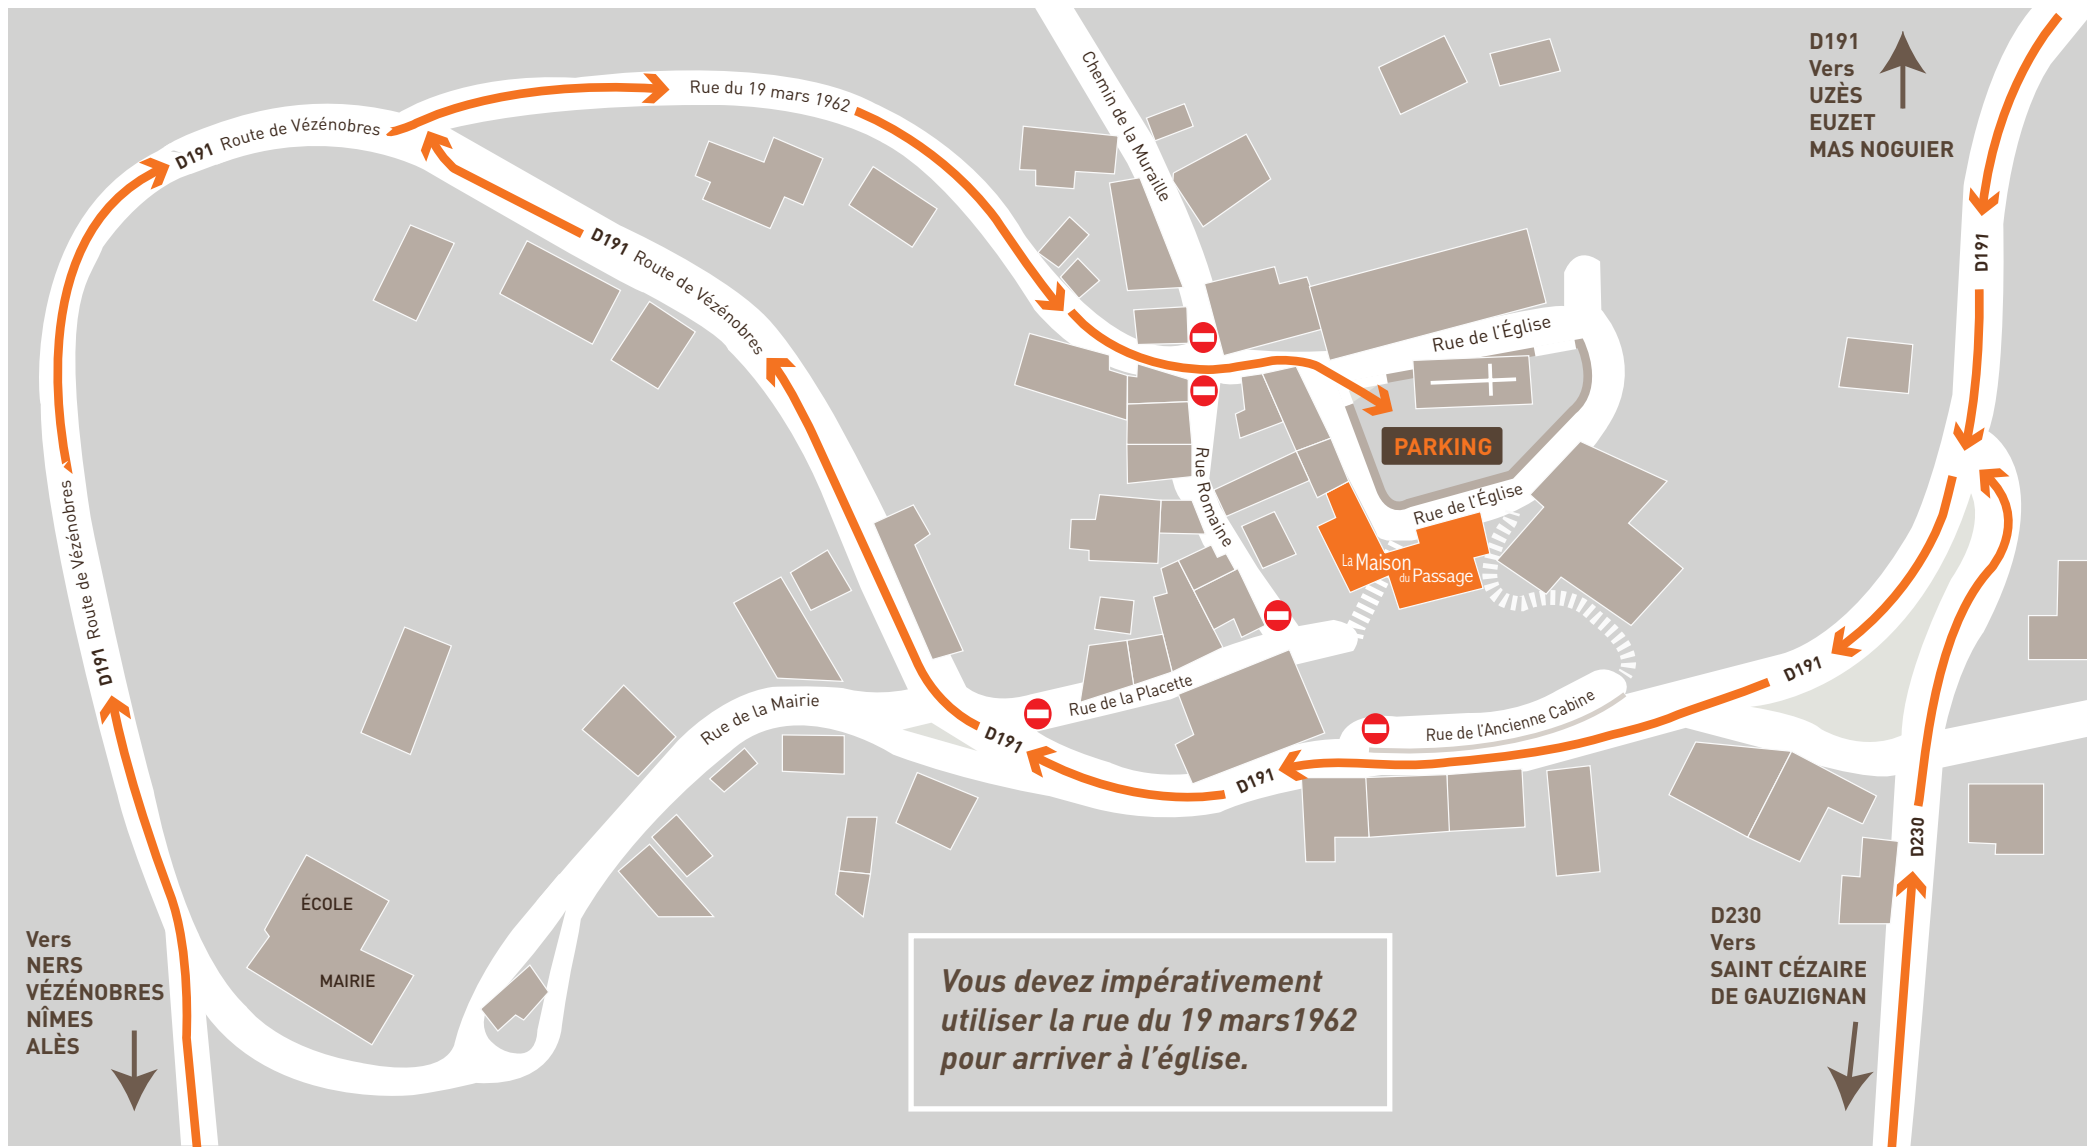 D191
Vers
UZÈS
EUZET
MAS NOGUIER
Chemin de la Muraille
Rue du 19 mars 1962
D191 Route de Vézénobres
D191 Route de Vézénobres
D191
Rue de l'Église
PARKING
Rue Romaine
Rue de l'Église
La Maison
du Passage
D191 Route de Vézénobres
D191
Rue de la Mairie
Rue de la Placette
Rue de l'Ancienne Cabine
D191
D191
D230
ÉCOLE
MAIRIE
Vers
NERS
VÉZÉNOBRES
NÎMES
ALÈS
Vous devez impérativement
utiliser la rue du 19 mars1962
pour arriver à l'église.
D230
Vers
SAINT CÉZAIRE
DE GAUZIGNAN